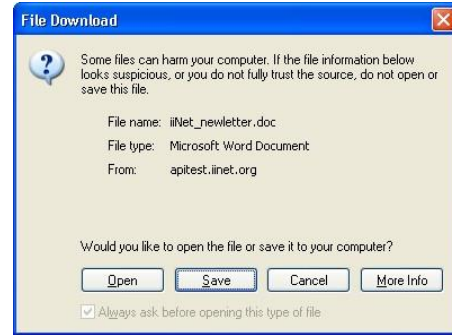 File Download
Some files can harm your computer. If the file information below
looks suspicious, or you do not fully trust the source, do not open or
save this file.
File name: iiNet_newletter.doc
File type: Microsoft Word Document
From: apitest.iinet.org
Would you like to open the file or save it to your computer?
Open Save Cancel More Info
Always ask before opening this type of file